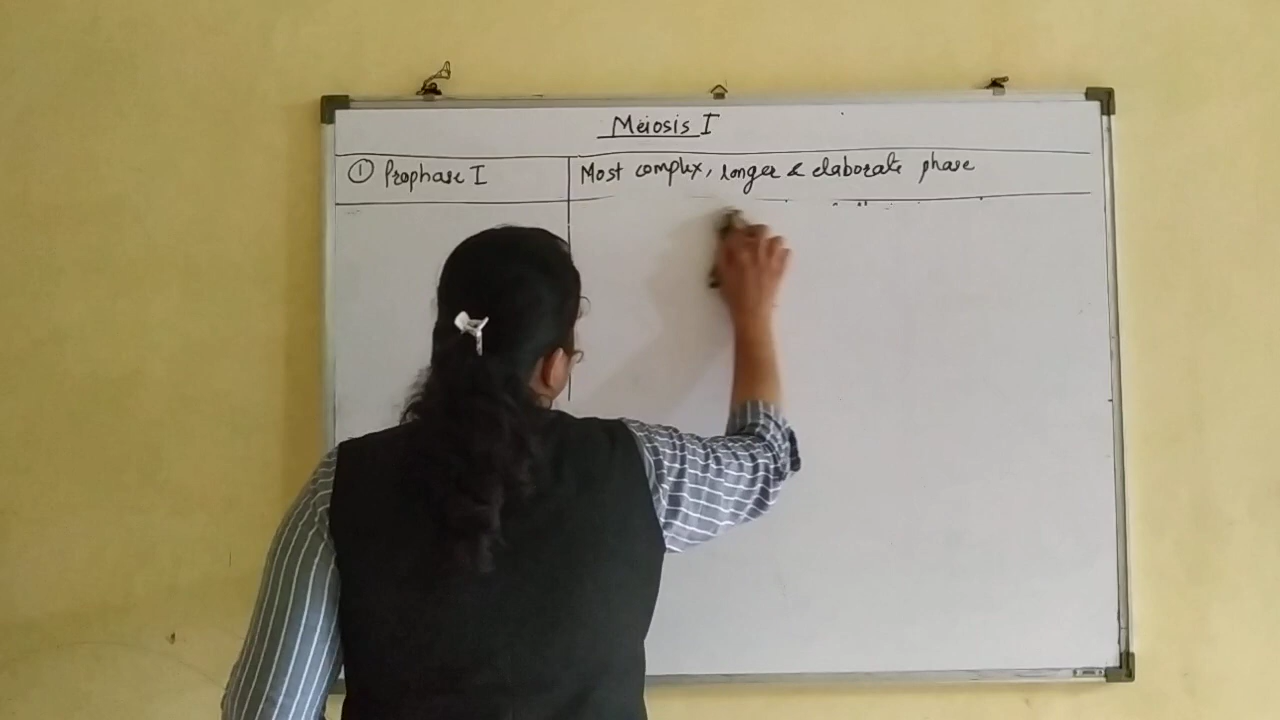 Meiosis I
① Prophase I
Most complex, longer & elaborate phase